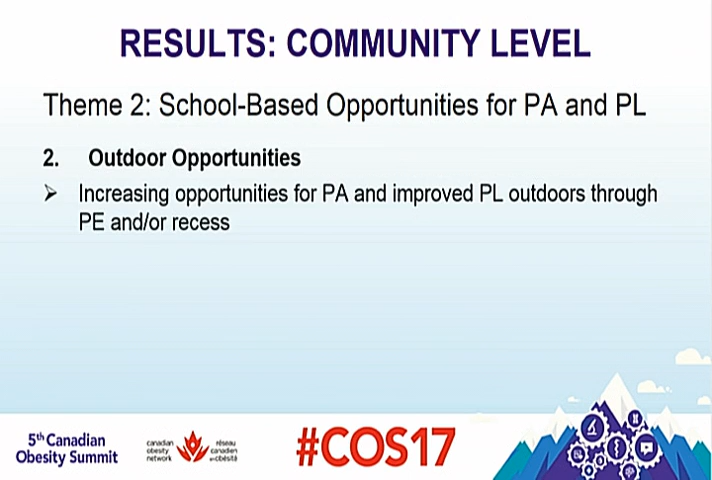 RESULTS: COMMUNITY LEVEL
Theme 2: School-Based Opportunities for PA and PL
2. Outdoor Opportunities
➢ Increasing opportunities for PA and improved PL outdoors through
PE and/or recess
5th Canadian
Obesity Summit
canadian
obesity
network
réseau
canadien
en obésité
#COS17